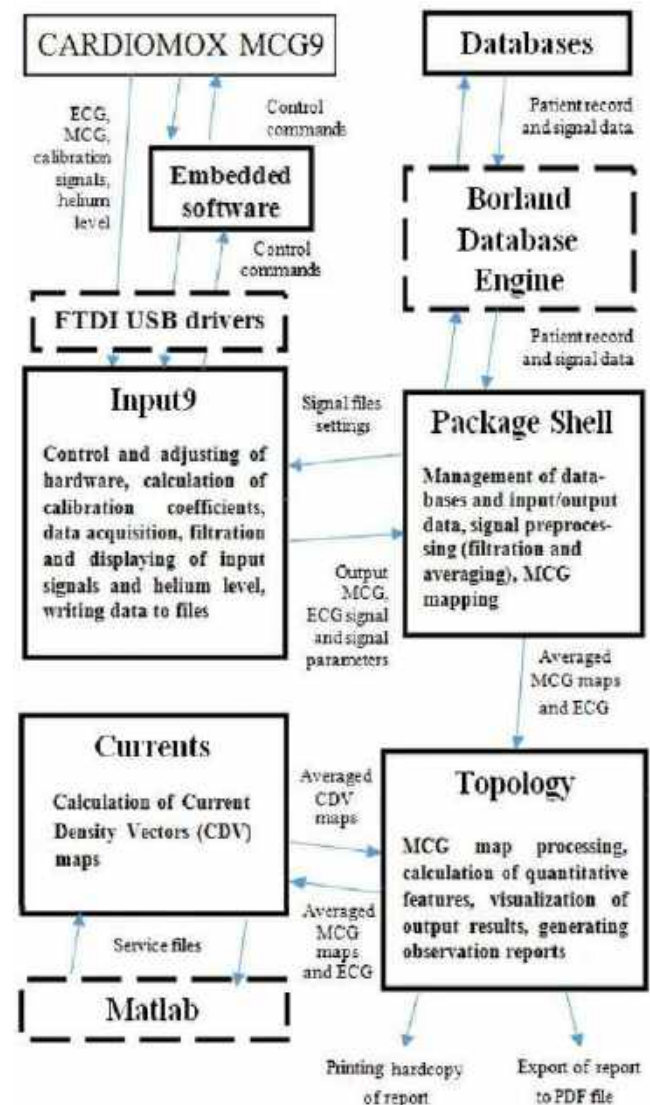 CARDIOMOX MCG9
ECG,
MCG,
calibration
signals,
helium
level
Control
commands
Embedded
software
Control
commands
FTDI USB drivers
Databases
Patient record
and signal data
Borland
Database
Engine
Patient record
and signal data
Input9
Control and adjusting of
hardware, calculation of
calibration coefficients,
data acquisition, filtration
and displaying of input
signals and helium level,
writing data to files
Signal files
settings
Output
MCG,
ECG signal
and signal
parameters
Package Shell
Management of data-
bases and input/output
data, signal preproces-
sing (filtration and
averaging), MCG
mapping
Averaged
MCG maps
and ECG
Currents
Calculation of Current
Density Vectors (CDV)
maps
Averaged
CDV
maps
Averaged
MCG
maps
and ECG
Topology
MCG map processing,
calculation of quantitative
features, visualization of
output results, generating
observation reports
Service files
Matlab
Printing hardcopy
of report
Export of report
to PDF file